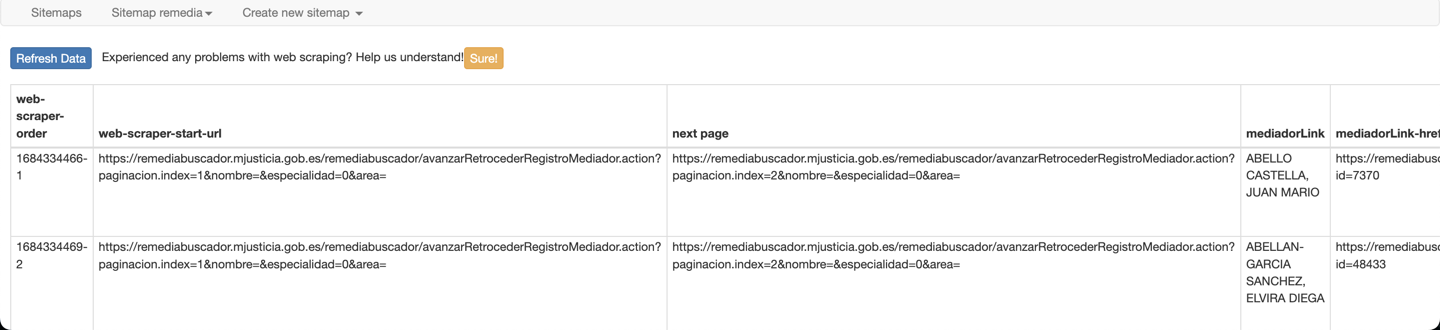 Sitemaps Sitemap remedia Create new sitemap
Refresh Data Experienced any problems with web scraping? Help us understand! Sure!
web-
scraper-
order web-scraper-start-url next page mediadorLink mediadorLink-href
1684334466- https://remediabuscador.mjusticia.gob.es/remediabuscador/avanzarRetrocederRegistroMediador.action? https://remediabuscador.mjusticia.gob.es/remediabuscador/avanzarRetrocederRegistroMediador.action? ABELLO https://remediabusc
1 paginacion.index=1&nombre=&especialidad=0&area= paginacion.index=2&nombre=&especialidad=0&area= CASTELLA, id=7370
JUAN MARIO
1684334469- https://remediabuscador.mjusticia.gob.es/remediabuscador/avanzarRetrocederRegistroMediador.action? https://remediabuscador.mjusticia.gob.es/remediabuscador/avanzarRetrocederRegistroMediador.action? ABELLAN- https://remediabusc
2 paginacion.index=1&nombre=&especialidad=0&area= paginacion.index=2&nombre=&especialidad=0&area= GARCIA id=48433
SANCHEZ,
ELVIRA DIEGA